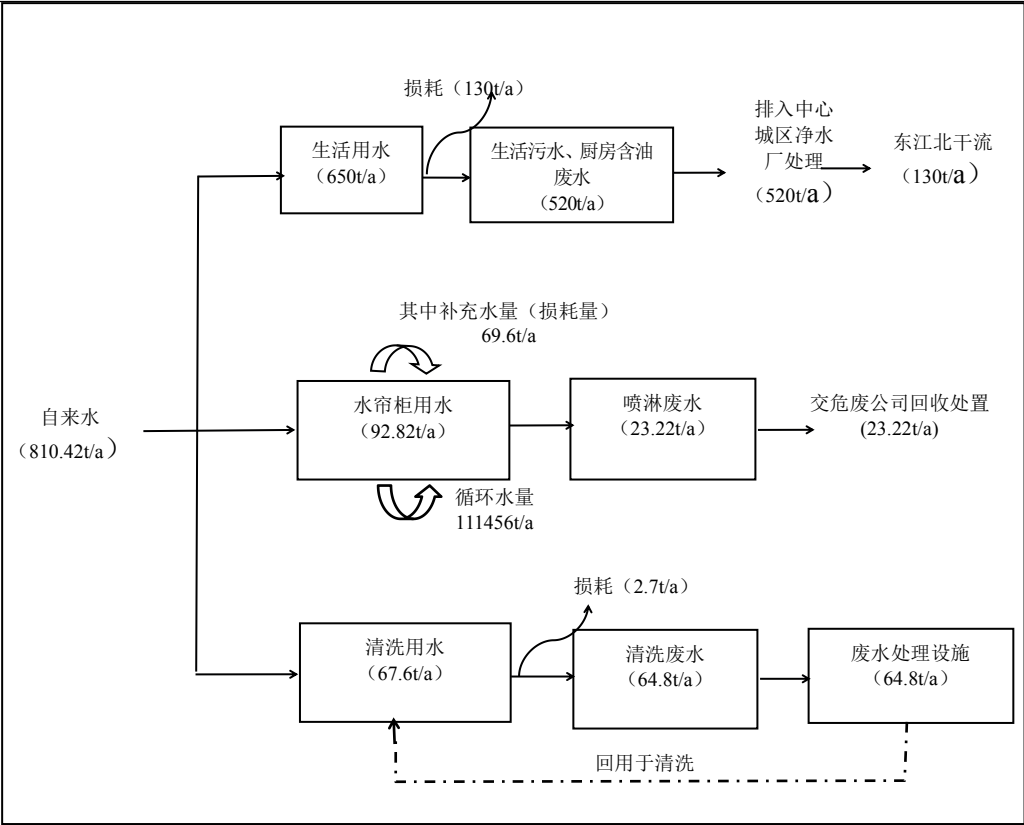 损耗（130t/a）
生活用水
（650t/a）
生活污水、厨房含油
废水
（520t/a）
排入中心
城区净水
厂处理
（520t/a）
东江北干流
（130t/a）
其中补充水量（损耗量）
69.6t/a
自来水
（810.42t/a）
水帘柜用水
（92.82t/a）
喷淋废水
（23.22t/a）
交危废公司回收处置
(23.22t/a)
循环水量
111456t/a
损耗（2.7t/a）
清洗用水
（67.6t/a）
清洗废水
（64.8t/a）
废水处理设施
（64.8t/a）
回用于清洗